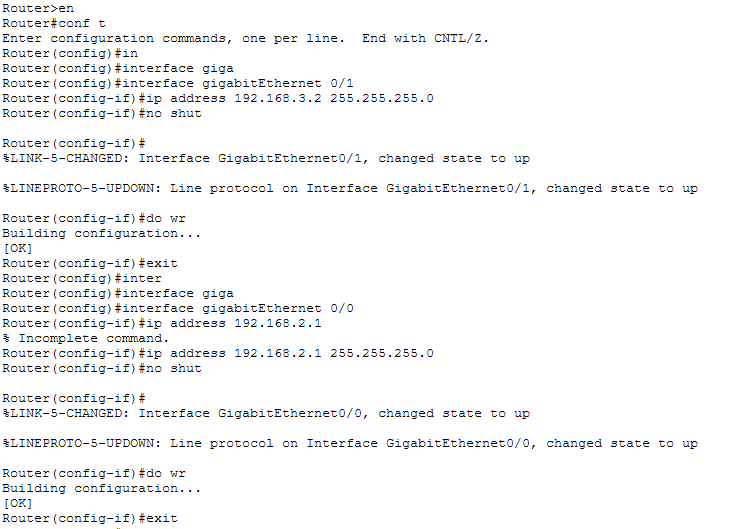 Router>en
Router#conf t
Enter configuration commands, one per line.  End with CNTL/Z.
Router(config)#in
Router(config)#interface giga
Router(config)#interface gigabitEthernet 0/1
Router(config-if)#ip address 192.168.3.2 255.255.255.0
Router(config-if)#no shut
Router(config-if)#
%LINK-5-CHANGED: Interface GigabitEthernet0/1, changed state to up
%LINEPROTO-5-UPDOWN: Line protocol on Interface GigabitEthernet0/1, changed state to up
Router(config-if)#do wr
Building configuration...
[OK]
Router(config-if)#exit
Router(config)#inter
Router(config)#interface giga
Router(config)#interface gigabitEthernet 0/0
Router(config-if)#ip address 192.168.2.1
% Incomplete command.
Router(config-if)#ip address 192.168.2.1 255.255.255.0
Router(config-if)#no shut
Router(config-if)#
%LINK-5-CHANGED: Interface GigabitEthernet0/0, changed state to up
%LINEPROTO-5-UPDOWN: Line protocol on Interface GigabitEthernet0/0, changed state to up
Router(config-if)#do wr
Building configuration...
[OK]
Router(config-if)#exit